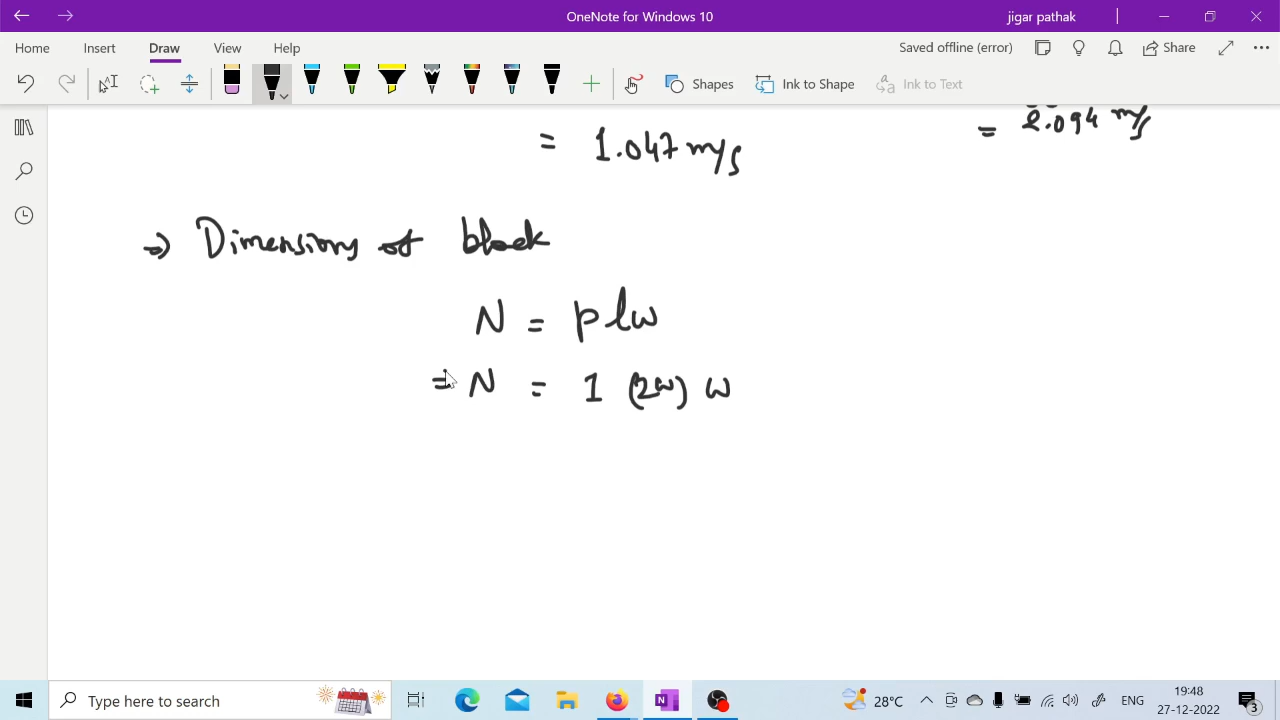 OneNote for Windows 10
jigar pathak
Home Insert Draw View Help
Saved offline (error) Share
Shapes Ink to Shape Ink to Text
= 1.047 m/s
= 2.094 m/s
⇒ Dimensions of block
N = p l w
⇒ N = 1 (2w) w
Type here to search
28°C
ENG
19:48
27-12-2022
3